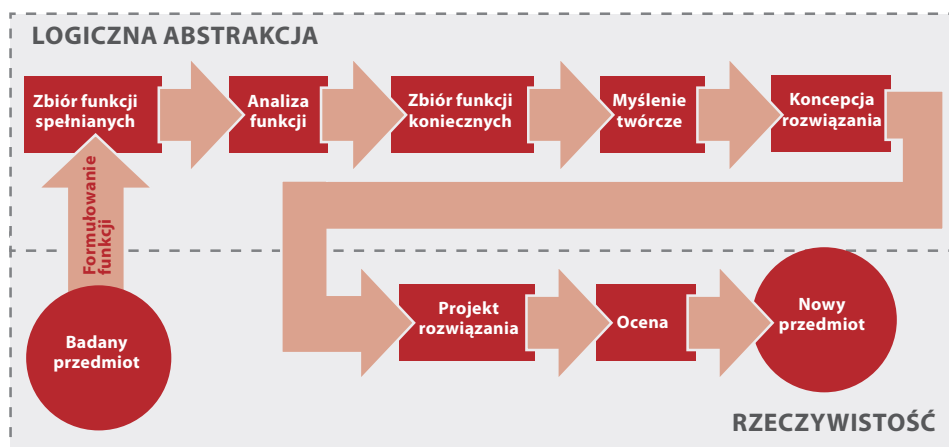 LOGICZNA ABSTRAKCJA
Zbiór funkcji
spełnianych
Analiza
funkcji
Zbiór funkcji
koniecznych
Myślenie
twórcze
Koncepcja
rozwiązania
Formułowanie
funkcji
Badany
przedmiot
Projekt
rozwiązania
Ocena
Nowy
przedmiot
RZECZYWISTOŚĆ